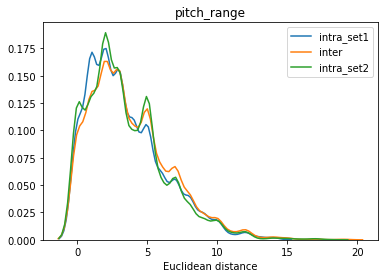 pitch_range
intra_set1
inter
intra_set2
0.175
0.150
0.125
0.100
0.075
0.050
0.025
0.000
0 5 10 15 20
Euclidean distance